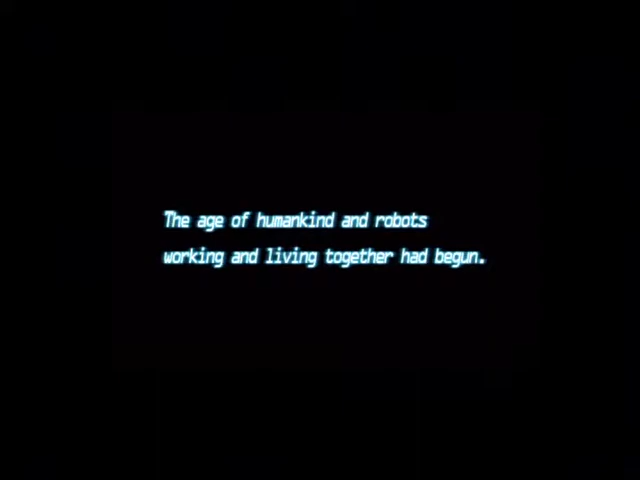 The age of humankind and robots
working and living together had begun.